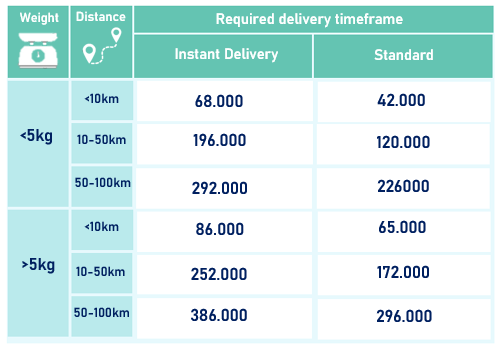 Weight Distance Required delivery timeframe
Instant Delivery Standard
<5kg
<10km 68.000 42.000
10-50km 196.000 120.000
50-100km 292.000 226000
>5kg
<10km 86.000 65.000
10-50km 252.000 172.000
50-100km 386.000 296.000